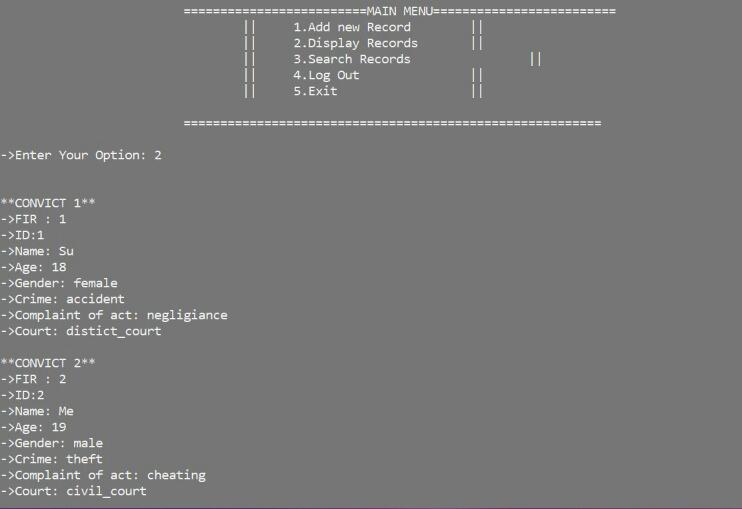 ==========================MAIN MENU=========================
|| 1.Add new Record ||
|| 2.Display Records ||
|| 3.Search Records ||
|| 4.Log Out ||
|| 5.Exit ||
=========================================================
->Enter Your Option: 2
**CONVICT 1**
->FIR : 1
->ID:1
->Name: Su
->Age: 18
->Gender: female
->Crime: accident
->Complaint of act: negligiance
->Court: distict_court
**CONVICT 2**
->FIR : 2
->ID:2
->Name: Me
->Age: 19
->Gender: male
->Crime: theft
->Complaint of act: cheating
->Court: civil_court